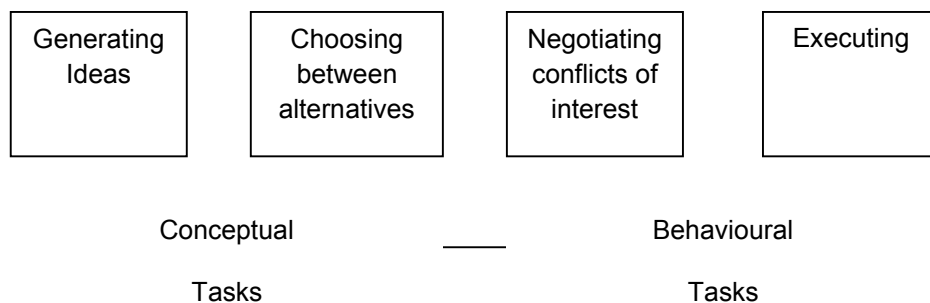 Generating
Ideas
Choosing
between
alternatives
Negotiating
conflicts of
interest
Executing
Conceptual
Behavioural
Tasks
Tasks